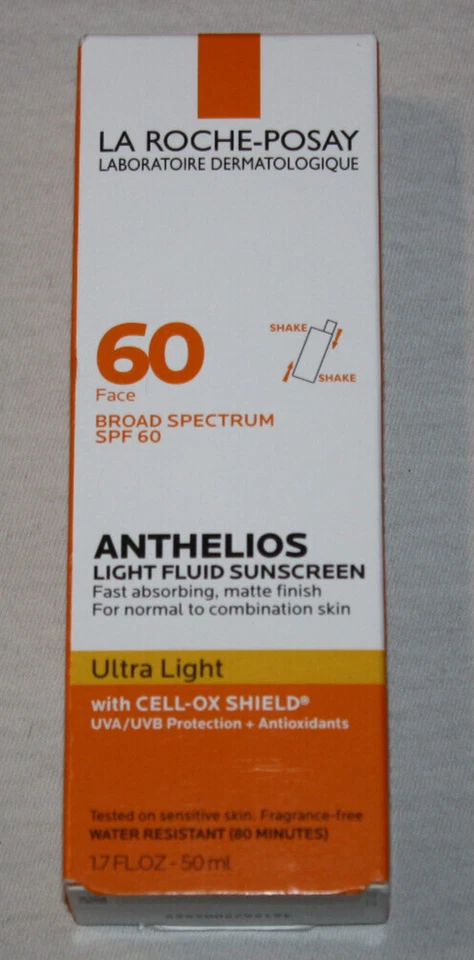 LA ROCHE-POSAY
LABORATOIRE DERMATOLOGIQUE
60
SHAKE
SHAKE
Face
BROAD SPECTRUM
SPF 60
ANTHELIOS
LIGHT FLUID SUNSCREEN
Fast absorbing, matte finish
For normal to combination skin
Ultra Light
with CELL-OX SHIELD®
UVA/UVB Protection + Antioxidants
Tested on sensitive skin. Fragrance-free
WATER RESISTANT (80 MINUTES)
1.7 FL.OZ - 50 ml